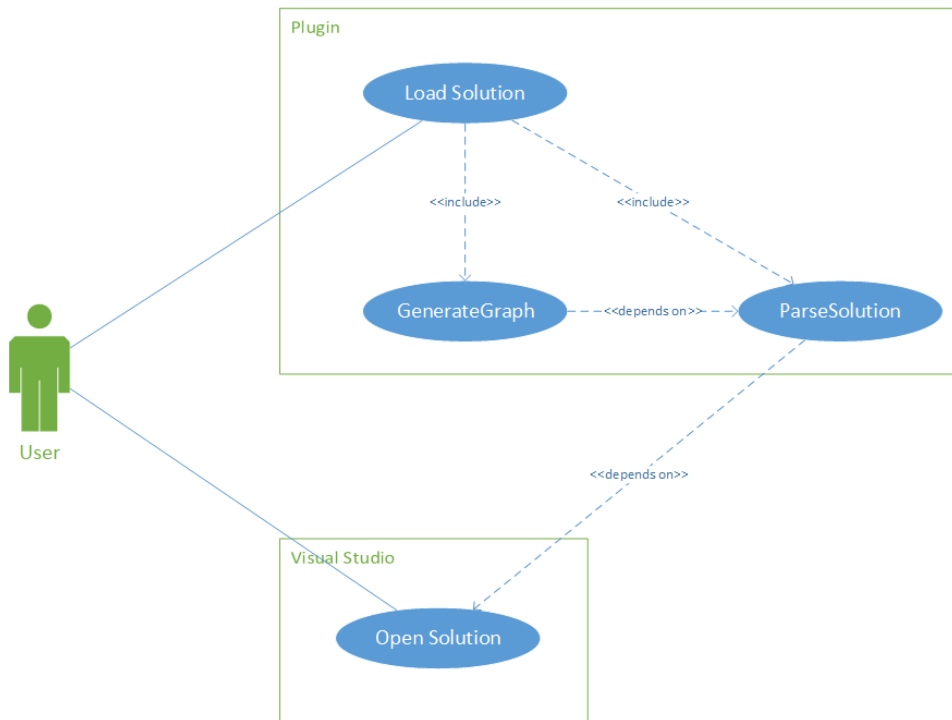 Plugin
Load Solution
<<include>>
<<include>>
GenerateGraph
<<depends on>>
ParseSolution
User
<<depends on>>
Visual Studio
Open Solution